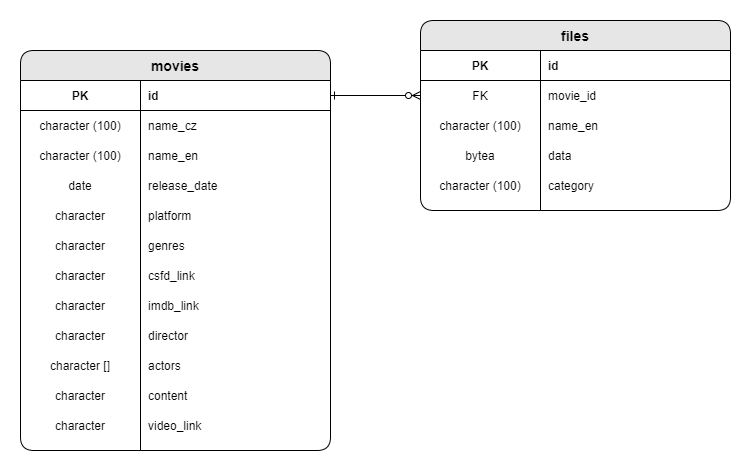 movies
PK id
character (100) name_cz
character (100) name_en
date release_date
character platform
character genres
character csfd_link
character imdb_link
character director
character [] actors
character content
character video_link
files
PK id
FK movie_id
character (100) name_en
bytea data
character (100) category